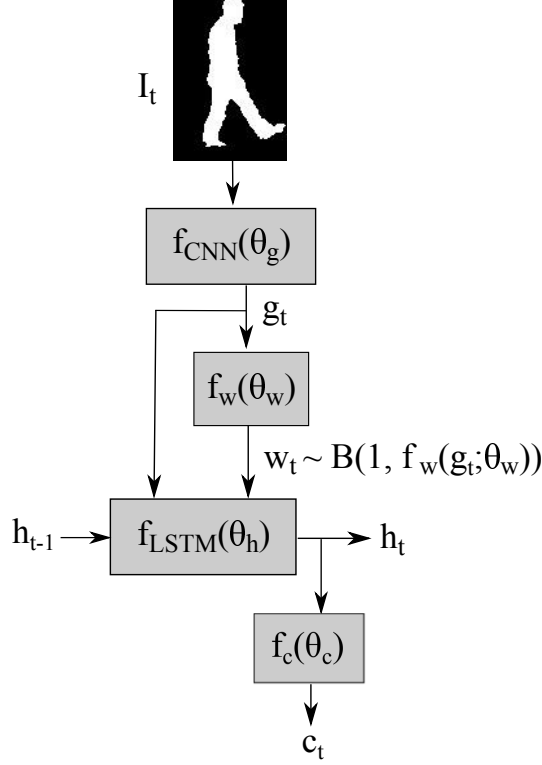 I_t
f_CNN(θ_g)
g_t
f_w(θ_w)
w_t ~ B(1, f_w(g_t;θ_w))
h_t-1
f_LSTM(θ_h)
h_t
f_c(θ_c)
c_t